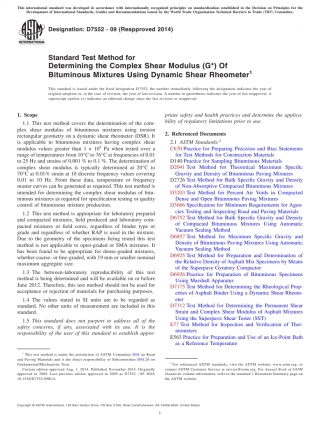 This international standard was developed in accordance with internationally recognized principles on standardization established in the Decision on Principles for the
Development of International Standards, Guides and Recommendations issued by the World Trade Organization Technical Barriers to Trade (TBT) Committee.
Designation: D7552 − 09 (Reapproved 2014)
Standard Test Method for
Determining the Complex Shear Modulus (G*) Of
Bituminous Mixtures Using Dynamic Shear Rheometer1
This standard is issued under the fixed designation D7552; the number immediately following the designation indicates the year of
original adoption or, in the case of revision, the year of last revision. A number in parentheses indicates the year of last reapproval. A
superscript epsilon (ε) indicates an editorial change since the last revision or reapproval.
1. Scope
1.1 This test method covers the determination of the com-
plex shear modulus of bituminous mixtures using torsion
rectangular geometry on a dynamic shear rheometer (DSR). It
is applicable to bituminous mixtures having complex shear
modulus values greater than 1 × 10⁴ Pa when tested over a
range of temperatures from 10°C to 76°C at frequencies of 0.01
to 25 Hz and strains of 0.001 % to 0.1 %. The determination of
complex shear modulus is typically determined at 20°C to
70°C at 0.01% strain at 10 discrete frequency values covering
0.01 to 10 Hz. From these data, temperature or frequency
master curves can be generated as required. This test method is
intended for determining the complex shear modulus of bitu-
minous mixtures as required for specification testing or quality
control of bituminous mixture production.
1.2 This test method is appropriate for laboratory prepared
and compacted mixtures, field produced and laboratory com-
pacted mixtures or field cores, regardless of binder type or
grade and regardless of whether RAP is used in the mixture.
Due to the geometry of the specimens being tested this test
method is not applicable to open-graded or SMA mixtures. It
has been found to be appropriate for dense-graded mixtures,
whether coarse- or fine-graded, with 19 mm or smaller nominal
maximum aggregate size.
1.3 The between-laboratory reproducibility of this test
method is being determined and will be available on or before
June 2012. Therefore, this test method should not be used for
acceptance or rejection of materials for purchasing purposes.
1.4 The values stated in SI units are to be regarded as
standard. No other units of measurement are included in this
standard.
1.5 This standard does not purport to address all of the
safety concerns, if any, associated with its use. It is the
responsibility of the user of this standard to establish appro-
1 This test method is under the jurisdiction of ASTM Committee D04 on Road
and Paving Materials and is the direct responsibility of Subcommittee D04.26 on
Fundamental/Mechanistic Tests.
Current edition approved Aug. 1, 2014. Published November 2014. Originally
approved in 2009. Last previous edition approved in 2009 as D7552 – 09. DOI:
10.1520/D7552-09R14.
priate safety and health practices and determine the applica-
bility of regulatory limitations prior to use.
2. Referenced Documents
2.1 ASTM Standards:2
C670 Practice for Preparing Precision and Bias Statements
for Test Methods for Construction Materials
D140 Practice for Sampling Bituminous Materials
D2041 Test Method for Theoretical Maximum Specific
Gravity and Density of Bituminous Paving Mixtures
D2726 Test Method for Bulk Specific Gravity and Density
of Non-Absorptive Compacted Bituminous Mixtures
D3203 Test Method for Percent Air Voids in Compacted
Dense and Open Bituminous Paving Mixtures
D3666 Specification for Minimum Requirements for Agen-
cies Testing and Inspecting Road and Paving Materials
D6752 Test Method for Bulk Specific Gravity and Density
of Compacted Bituminous Mixtures Using Automatic
Vacuum Sealing Method
D6857 Test Method for Maximum Specific Gravity and
Density of Bituminous Paving Mixtures Using Automatic
Vacuum Sealing Method
D6925 Test Method for Preparation and Determination of
the Relative Density of Asphalt Mix Specimens by Means
of the Superpave Gyratory Compactor
D6926 Practice for Preparation of Bituminous Specimens
Using Marshall Apparatus
D7175 Test Method for Determining the Rheological Prop-
erties of Asphalt Binder Using a Dynamic Shear Rheom-
eter
D7312 Test Method for Determining the Permanent Shear
Strain and Complex Shear Modulus of Asphalt Mixtures
Using the Superpave Shear Tester (SST)
E77 Test Method for Inspection and Verification of Ther-
mometers
E563 Practice for Preparation and Use of an Ice-Point Bath
as a Reference Temperature
2 For referenced ASTM standards, visit the ASTM website, www.astm.org, or
contact ASTM Customer Service at service@astm.org. For Annual Book of ASTM
Standards volume information, refer to the standard's Document Summary page on
the ASTM website.
Copyright © ASTM International, 100 Barr Harbor Drive, PO Box C700, West Conshohocken, PA 19428-2959. United States
1